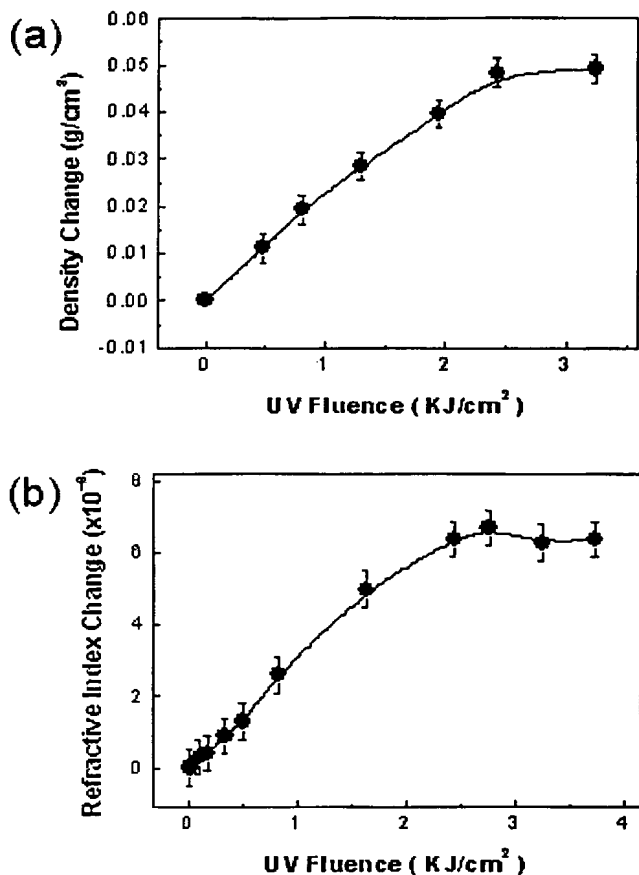 (a)
Density Change (g/cm³)
0.06
0.05
0.04
0.03
0.02
0.01
0.00
-0.01
0 1 2 3
UV Fluence ( KJ/cm² )
(b)
Refractive Index Change
8
6
4
2
0
0 1 2 3 4
UV Fluence ( KJ/cm² )